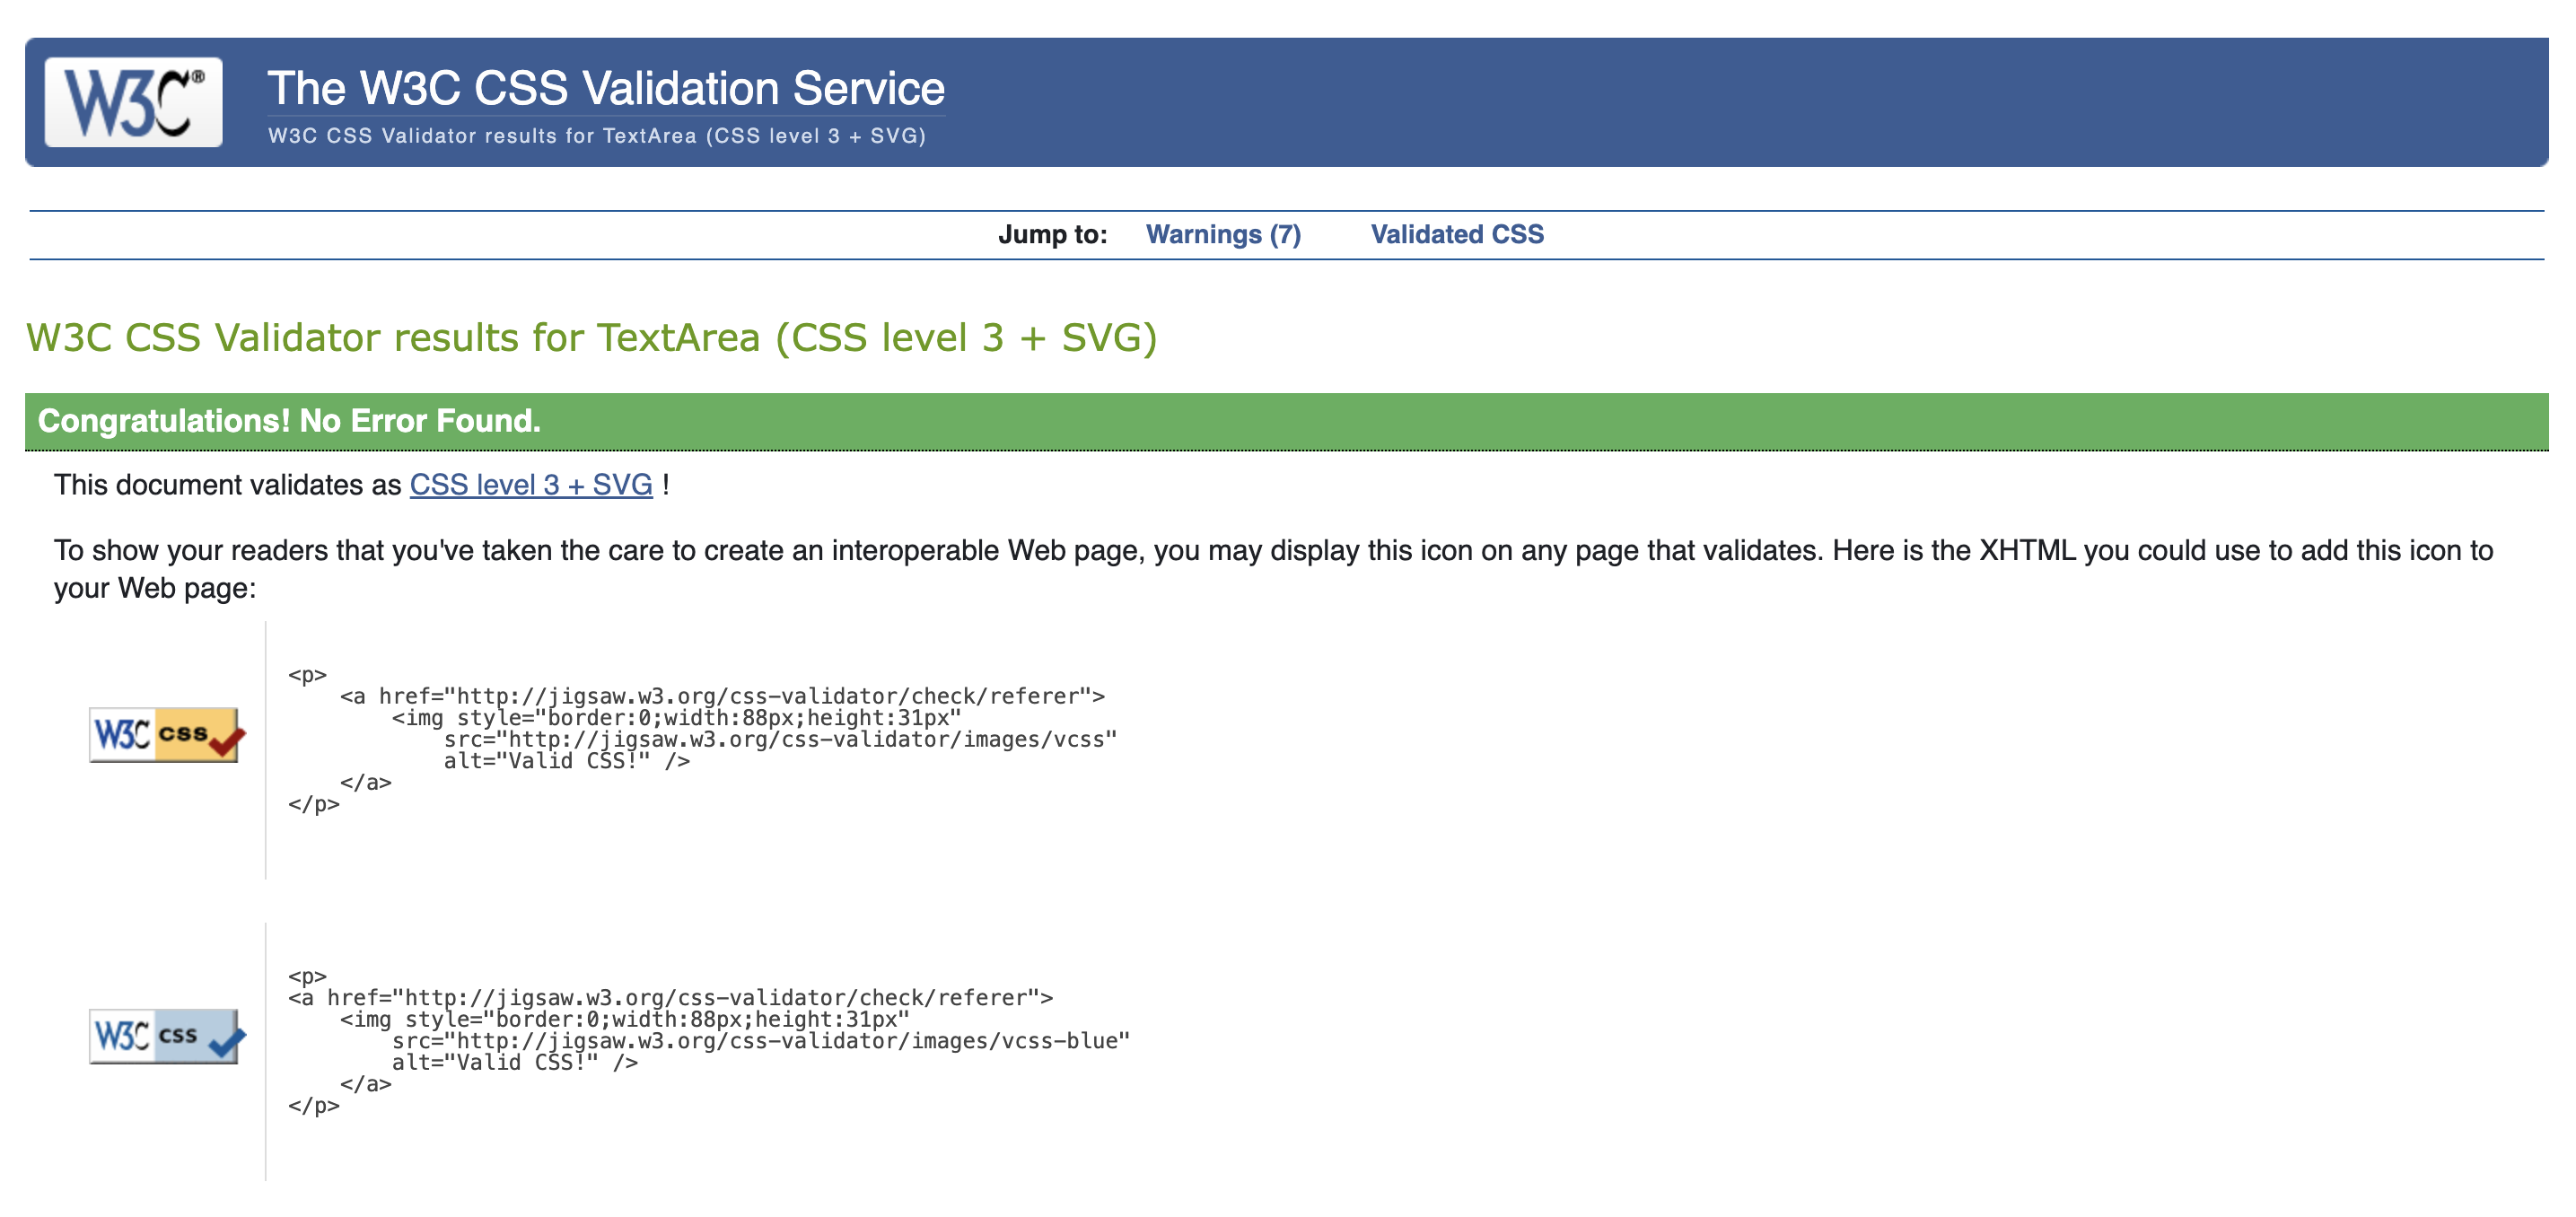 W3C®
The W3C CSS Validation Service
W3C CSS Validator results for TextArea (CSS level 3 + SVG)
Jump to: Warnings (7) Validated CSS
W3C CSS Validator results for TextArea (CSS level 3 + SVG)
Congratulations! No Error Found.
This document validates as CSS level 3 + SVG !
To show your readers that you've taken the care to create an interoperable Web page, you may display this icon on any page that validates. Here is the XHTML you could use to add this icon to
your Web page:
W3C css
<p>
    <a href="http://jigsaw.w3.org/css-validator/check/referer">
        <img style="border:0;width:88px;height:31px"
            src="http://jigsaw.w3.org/css-validator/images/vcss"
            alt="Valid CSS!" />
    </a>
</p>
W3C css
<p>
<a href="http://jigsaw.w3.org/css-validator/check/referer">
    <img style="border:0;width:88px;height:31px"
        src="http://jigsaw.w3.org/css-validator/images/vcss-blue"
        alt="Valid CSS!" />
    </a>
</p>